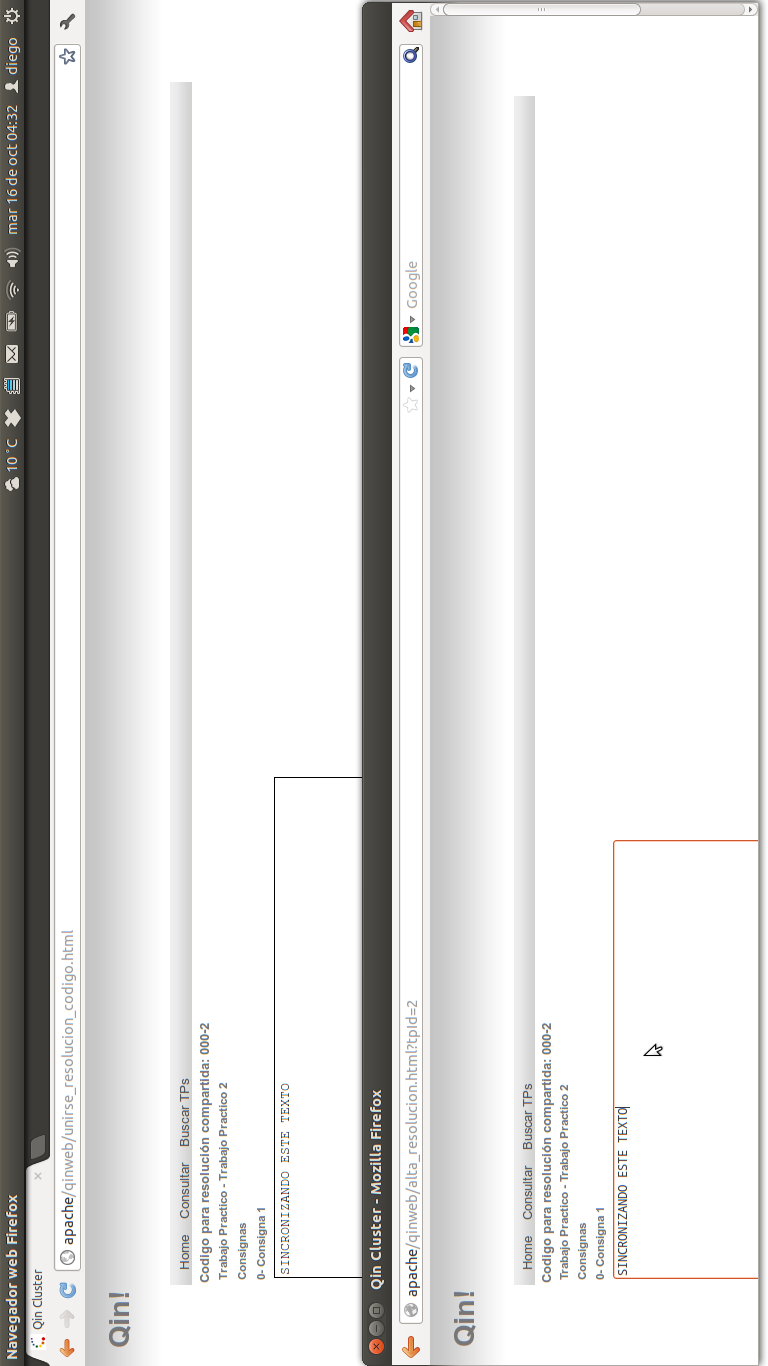 Navegador web Firefox
10 °C
mar 16 de oct 04:32
diego
Qin Cluster
apache/qinweb/unirse_resolucion_codigo.html
Qin!
Home Consultar Buscar TPs
Codigo para resolución compartida: 000-2
Trabajo Practico - Trabajo Practico 2
Consignas
0- Consigna 1
SINCRONIZANDO ESTE TEXTO
Qin Cluster - Mozilla Firefox
apache/qinweb/alta_resolucion.html?tpId=2
Google
Qin!
Home Consultar Buscar TPs
Codigo para resolución compartida: 000-2
Trabajo Practico - Trabajo Practico 2
Consignas
0- Consigna 1
SINCRONIZANDO ESTE TEXTO